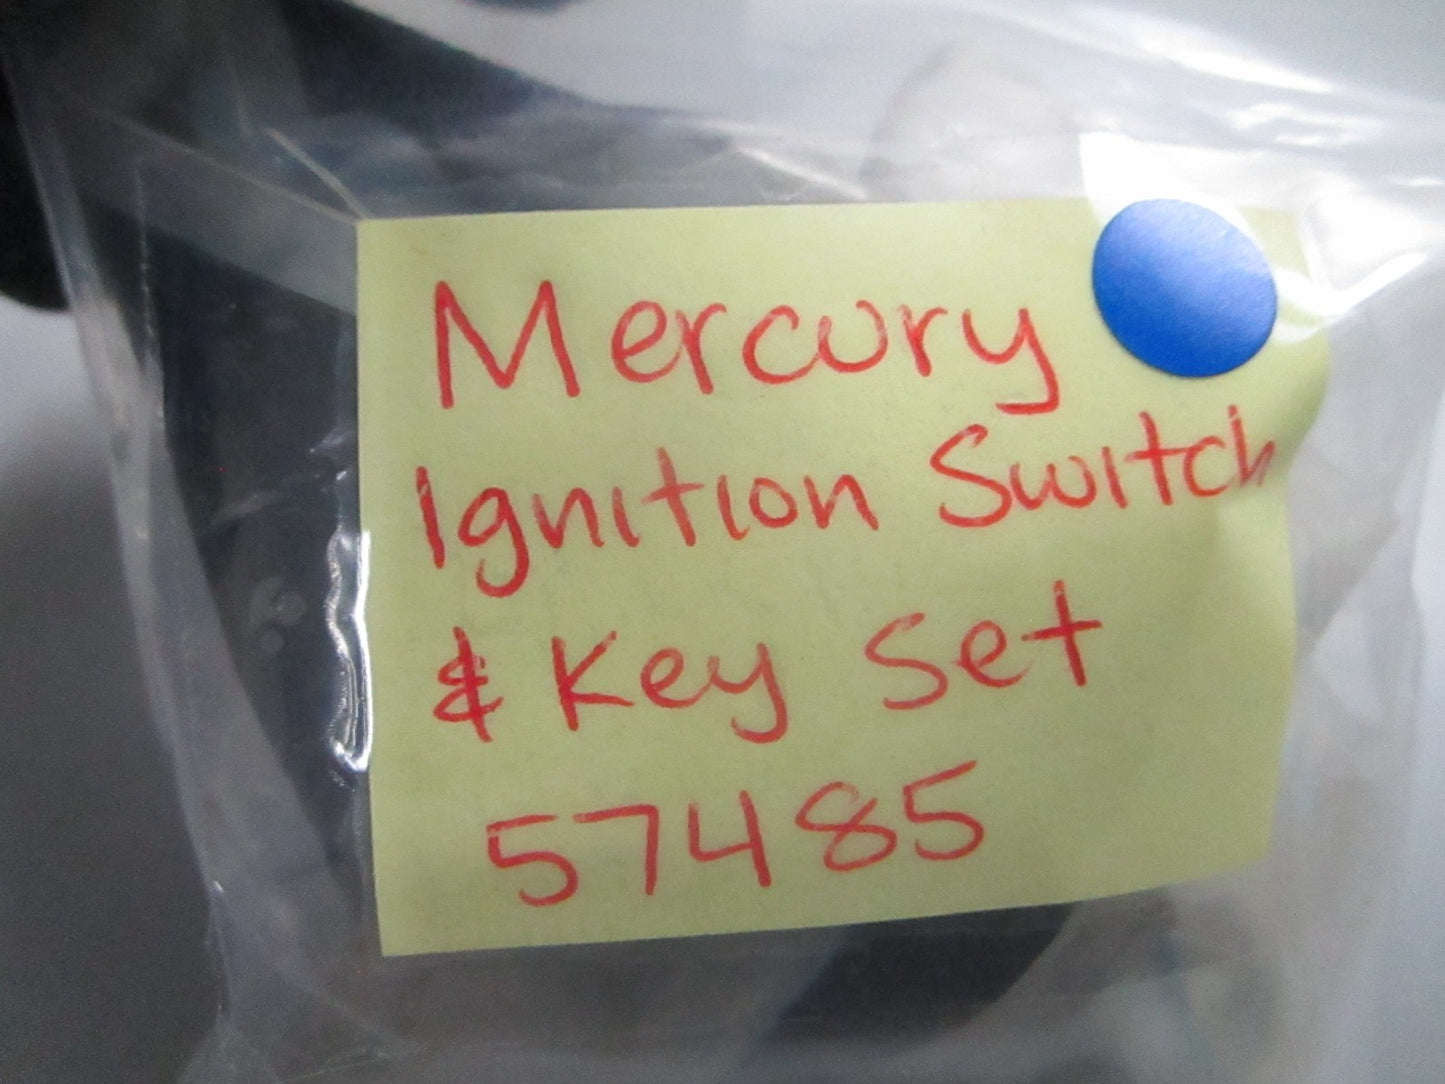 Mercury
Ignition Switch
& Key Set
57485